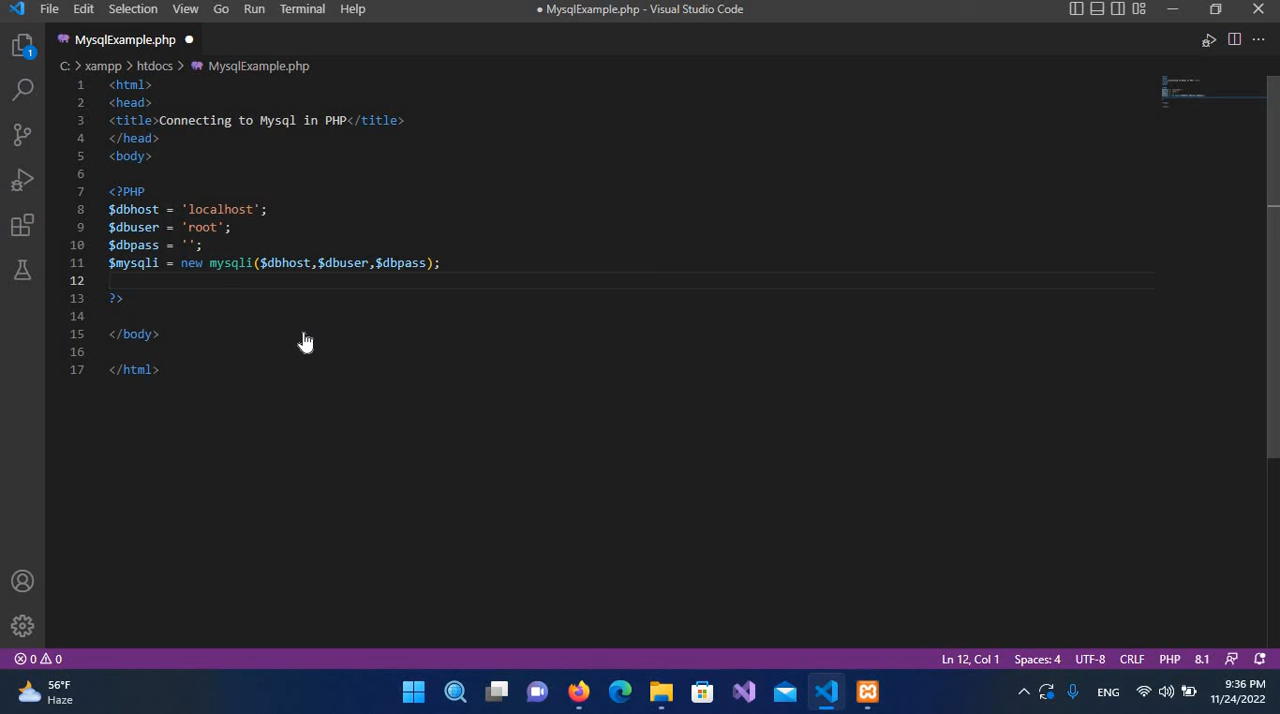 File Edit Selection View Go Run Terminal Help ● MysqlExample.php - Visual Studio Code
MysqlExample.php ●
C: > xampp > htdocs > MysqlExample.php
1 <html>
2 <head>
3 <title>Connecting to Mysql in PHP</title>
4 </head>
5 <body>
6
7 <?PHP
8 $dbhost = 'localhost';
9 $dbuser = 'root';
10 $dbpass = '';
11 $mysqli = new mysqli($dbhost,$dbuser,$dbpass);
12
13 ?>
14
15 </body>
16
17 </html>
1
0 0 Ln 12, Col 1 Spaces: 4 UTF-8 CRLF PHP 8.1
56°F
Haze
ENG
9:36 PM
11/24/2022